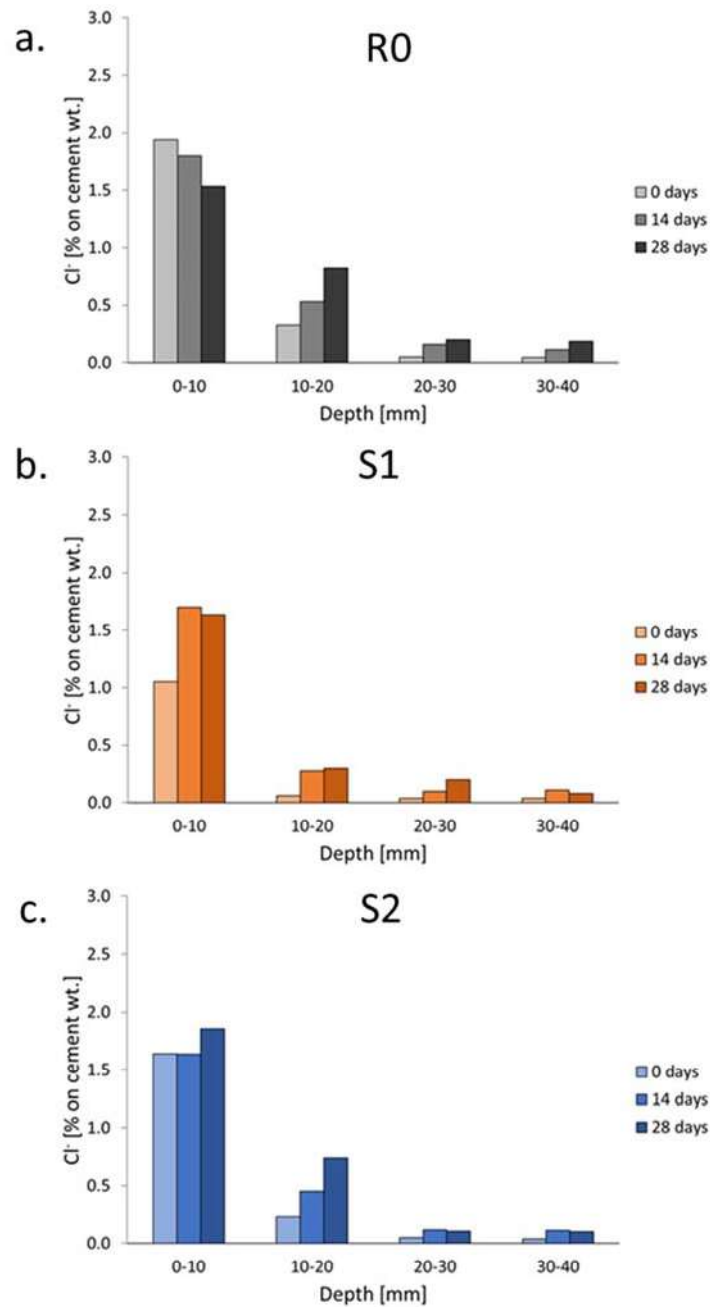 a.
R0
3.0
2.5
2.0
1.5
1.0
0.5
0.0
Cl⁻ [% on cement wt.]
0 days
14 days
28 days
0-10 10-20 20-30 30-40
Depth [mm]
b.
S1
3.0
2.5
2.0
1.5
1.0
0.5
0.0
Cl⁻ [% on cement wt.]
0 days
14 days
28 days
0-10 10-20 20-30 30-40
Depth [mm]
c.
S2
3.0
2.5
2.0
1.5
1.0
0.5
0.0
Cl⁻ [% on cement wt.]
0 days
14 days
28 days
0-10 10-20 20-30 30-40
Depth [mm]